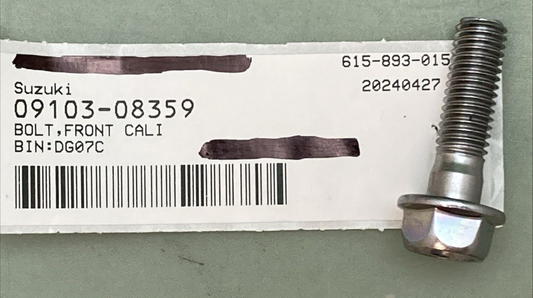 615-893-015
Suzuki
20240427
09103-08359
BOLT,FRONT CALI
BIN:DG07C